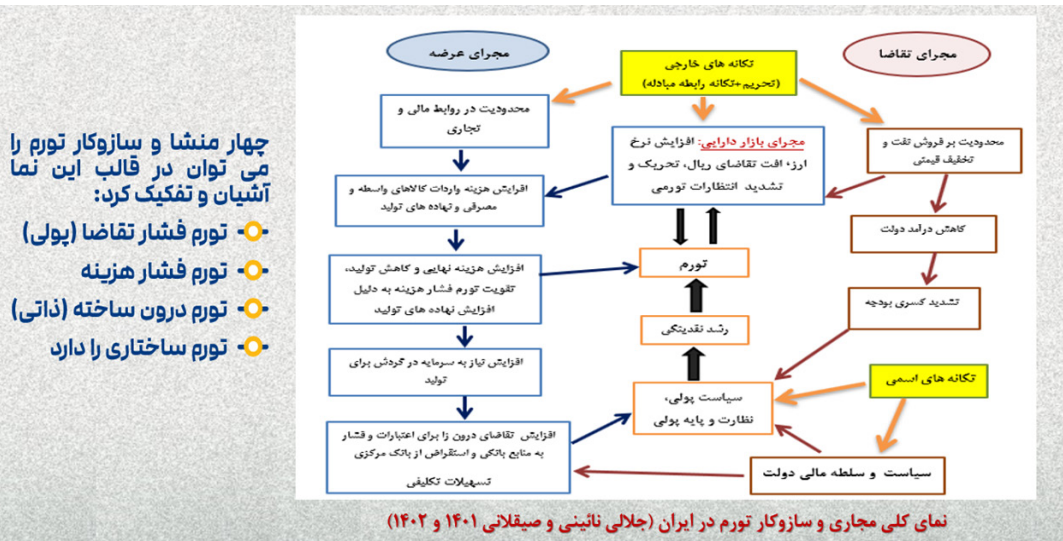 مجرای عرضه
تکانه های خارجی
(تحریم+تکانه رابطه مبادله)
مجرای تقاضا
محدودیت در روابط مالی و
تجاری
مجرای بازار دارایی: افزایش نرخ
ارز، افت تقاضای ریال، تحریک و
تشدید انتظارات تورمی
محدودیت بر فروش نفت و
تخفیف قیمتی
افزایش هزینه واردات کالاهای واسطه و
مصرفی و نهاده های تولید
کاهش درآمد دولت
افزایش هزینه نهایی و کاهش تولید،
تقویت تورم فشار هزینه به دلیل
افزایش نهاده های تولید
تورم
تشدید کسری بودجه
رشد نقدینگی
افزایش نیاز به سرمایه در گردش برای
تولید
تکانه های اسمی
سیاست پولی،
نظارت و پایه پولی
افزایش تقاضای درون زا برای اعتبارات و فشار
به منابع بانکی و استقراض از بانک مرکزی
تسهیلات تکلیفی
سیاست و سلطه مالی دولت
چهار منشا و سازوکار تورم را
می توان در قالب این نما
آشیان و تفکیک کرد:
تورم فشار تقاضا (پولی)
تورم فشار هزینه
تورم درون ساخته (ذاتی)
تورم ساختاری را دارد
نمای کلی مجاری و سازوکار تورم در ایران (جلالی نائینی و صیقلانی ۱۴۰۱ و ۱۴۰۲)